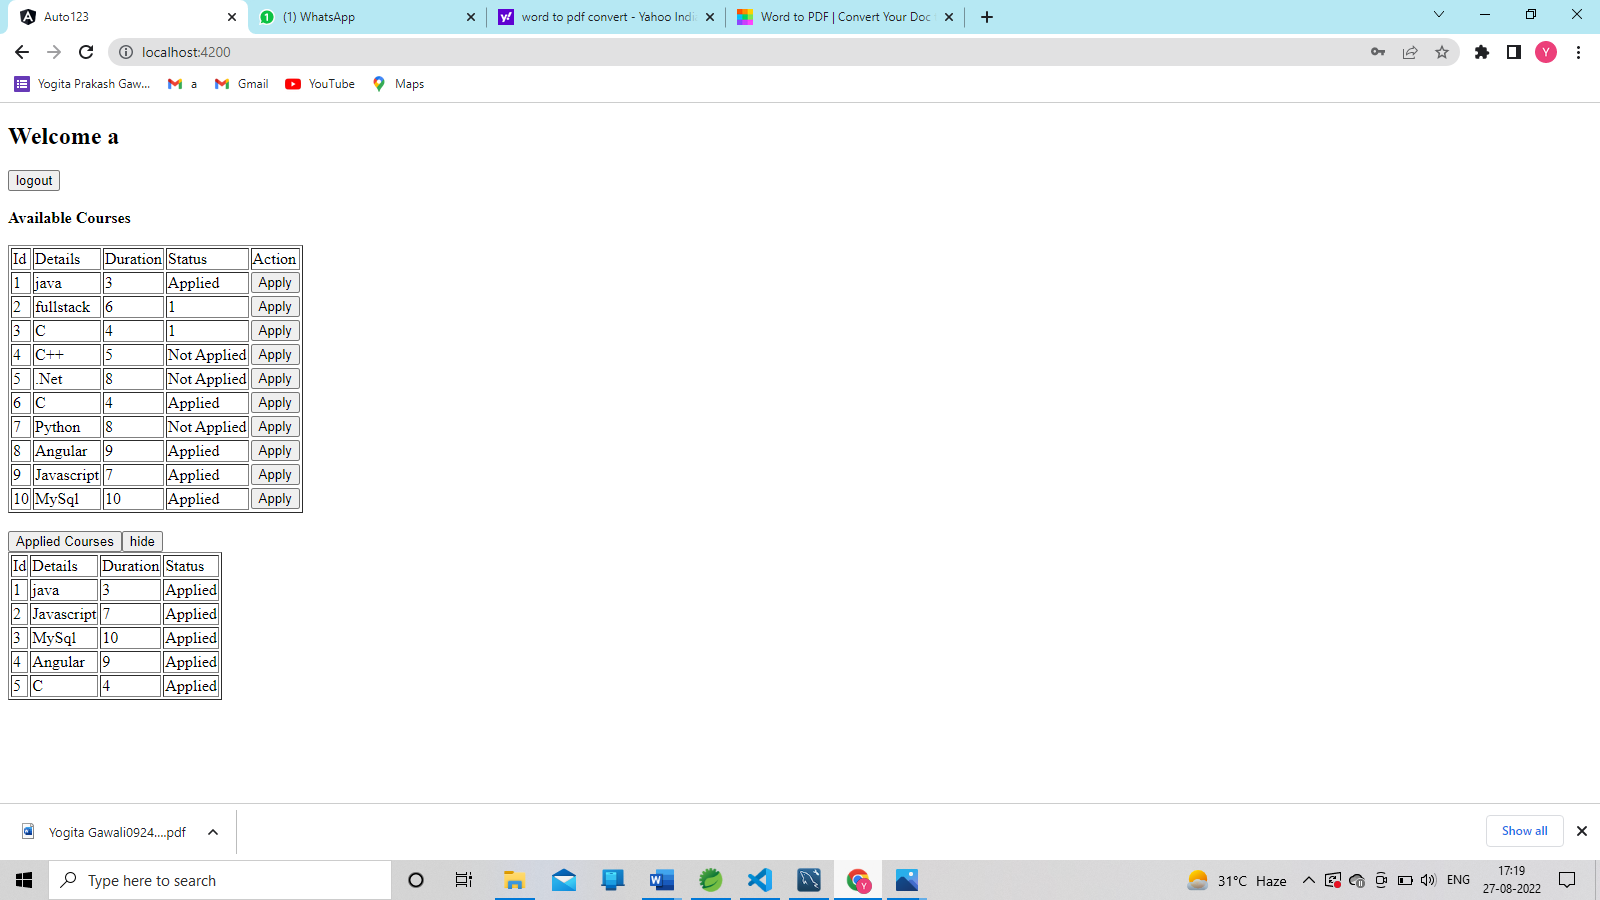 Auto123
(1) WhatsApp
word to pdf convert - Yahoo Indi
Word to PDF | Convert Your Doc
localhost:4200
Y
Yogita Prakash Gaw...
a
Gmail
YouTube
Maps
Welcome a
logout
Available Courses
Id Details Duration Status Action
1 java 3 Applied Apply
2 fullstack 6 1 Apply
3 C 4 1 Apply
4 C++ 5 Not Applied Apply
5 .Net 8 Not Applied Apply
6 C 4 Applied Apply
7 Python 8 Not Applied Apply
8 Angular 9 Applied Apply
9 Javascript 7 Applied Apply
10 MySql 10 Applied Apply
Applied Courses hide
Id Details Duration Status
1 java 3 Applied
2 Javascript 7 Applied
3 MySql 10 Applied
4 Angular 9 Applied
5 C 4 Applied
Yogita Gawali0924....pdf
Show all
Type here to search
31°C Haze
ENG
17:19
27-08-2022